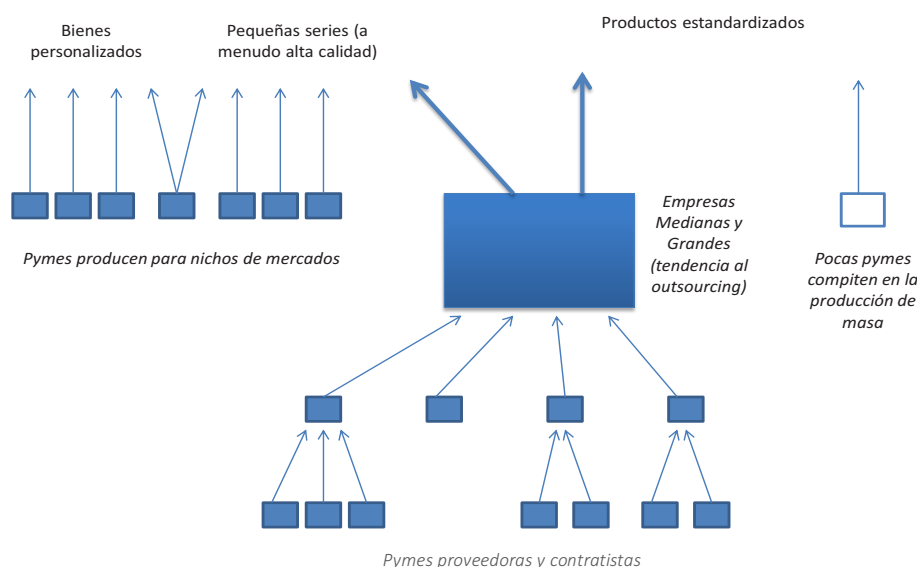 Bienes
personalizados
Pequeñas series (a
menudo alta calidad)
Productos estandardizados
Pymes producen para nichos de mercados
Empresas
Medianas y
Grandes
(tendencia al
outsourcing)
Pocas pymes
compiten en la
producción de
masa
Pymes proveedoras y contratistas